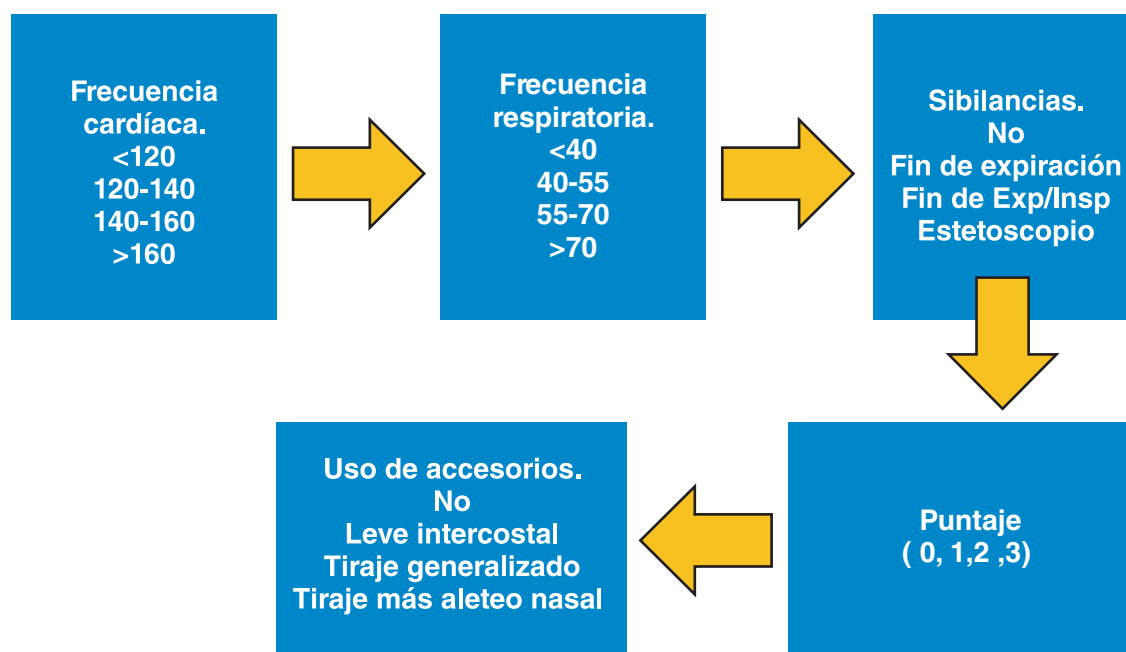 Frecuencia
cardíaca.
<120
120-140
140-160
>160
Frecuencia
respiratoria.
<40
40-55
55-70
>70
Sibilancias.
No
Fin de expiración
Fin de Exp/Insp
Estetoscopio
Puntaje
( 0, 1,2 ,3)
Uso de accesorios.
No
Leve intercostal
Tiraje generalizado
Tiraje más aleteo nasal